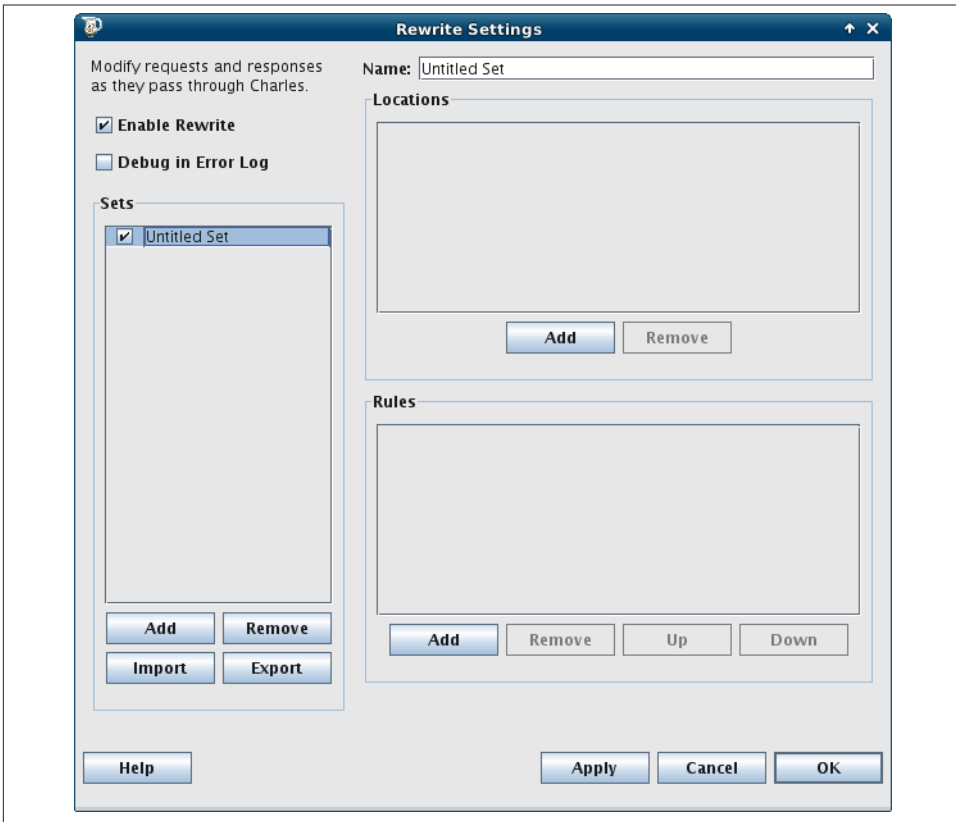 Rewrite Settings
Modify requests and responses
as they pass through Charles.
Enable Rewrite
Debug in Error Log
Sets
Untitled Set
Add Remove
Import Export
Name: Untitled Set
Locations
Add Remove
Rules
Add Remove Up Down
Help Apply Cancel OK